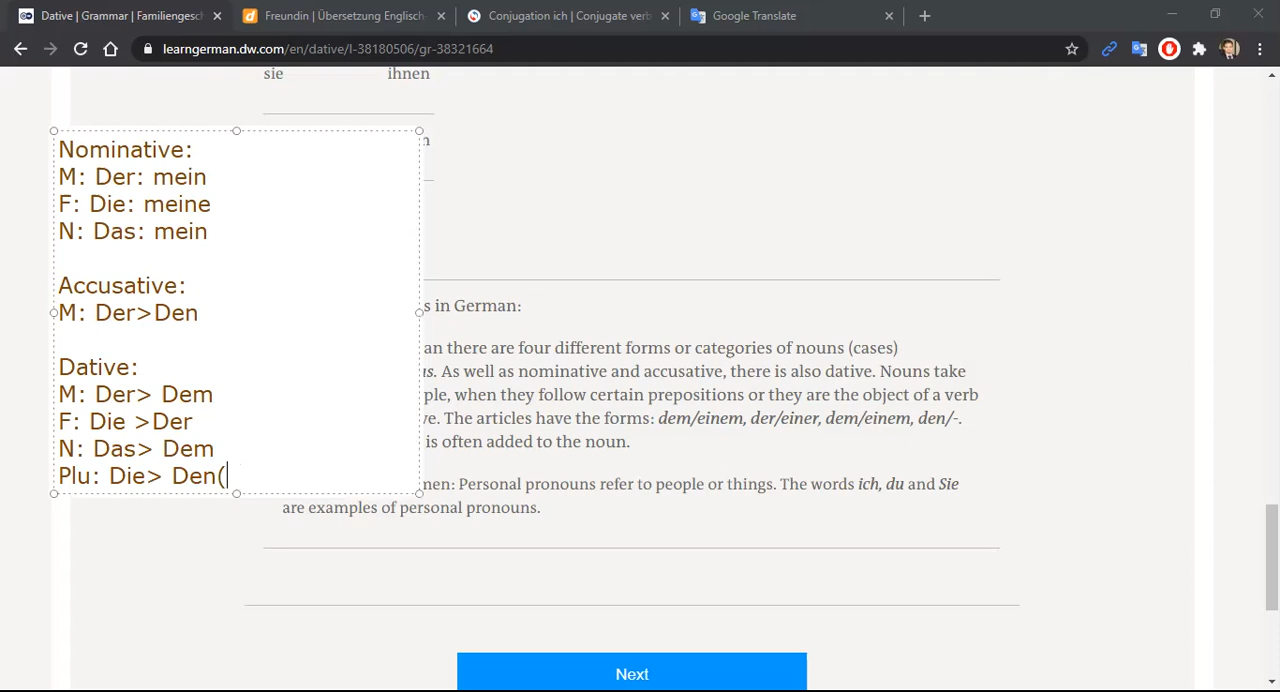 Dative | Grammar | Familiengesch
Freundin | Übersetzung Englisch-
Conjugation ich | Conjugate verb
Google Translate
learngerman.dw.com/en/dative/l-38180506/gr-38321664
sie ihnen
Nominative:
M: Der: mein
F: Die: meine
N: Das: mein
Accusative:
M: Der>Den
Dative:
M: Der> Dem
F: Die >Der
N: Das> Dem
Plu: Die> Den(
s in German:
an there are four different forms or categories of nouns (cases)
As well as nominative and accusative, there is also dative. Nouns take
ple, when they follow certain prepositions or they are the object of a verb
ve. The articles have the forms: dem/einem, der/einer, dem/einem, den/-.
is often added to the noun.
men: Personal pronouns refer to people or things. The words ich, du and Sie
are examples of personal pronouns.
Next